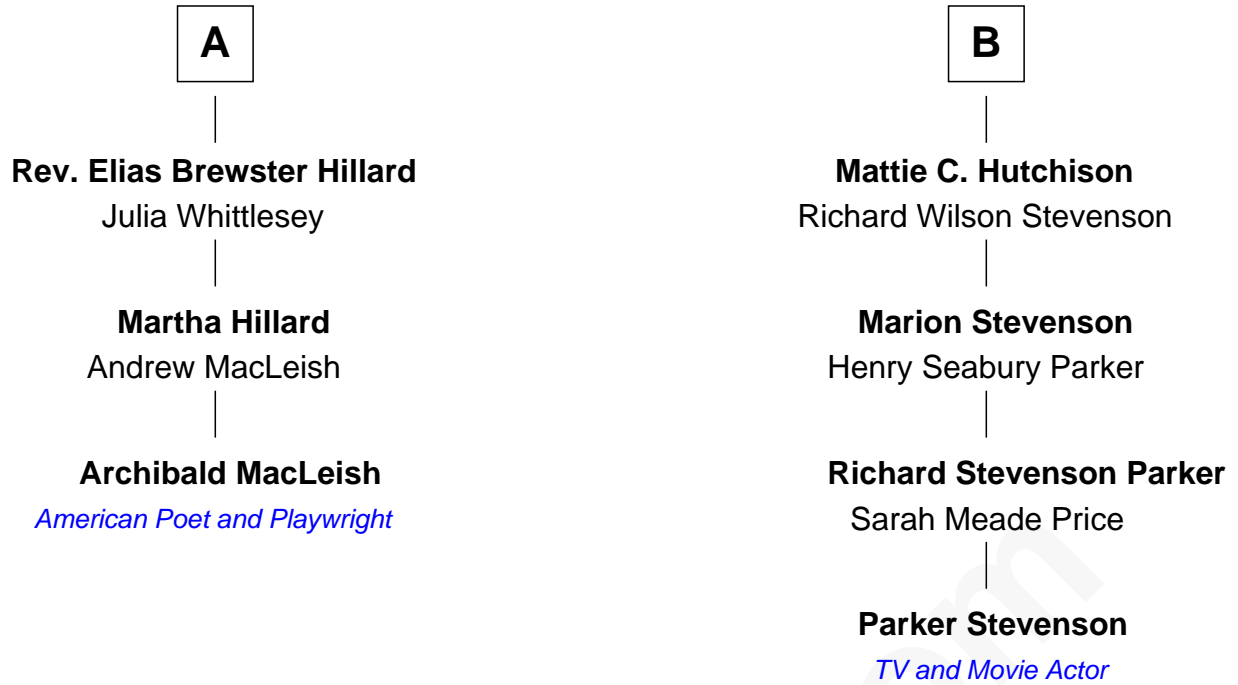 A
Rev. Elias Brewster Hillard
Julia Whittlesey
Martha Hillard
Andrew MacLeish
Archibald MacLeish
American Poet and Playwright
B
Mattie C. Hutchison
Richard Wilson Stevenson
Marion Stevenson
Henry Seabury Parker
Richard Stevenson Parker
Sarah Meade Price
Parker Stevenson
TV and Movie Actor